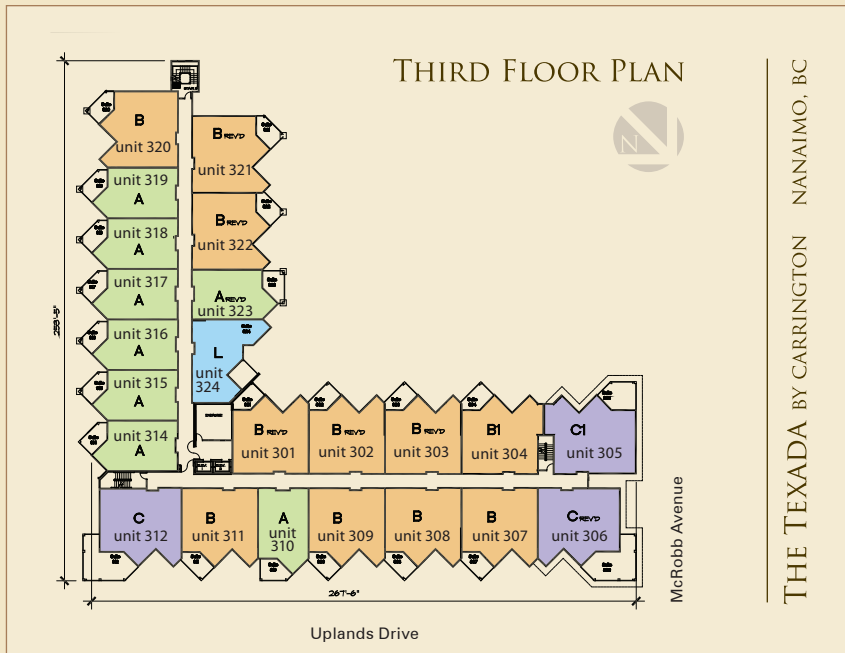 THIRD FLOOR PLAN
N
THE TEXADA BY CARRINGTON NANAIMO, BC
B
unit 320
B REV'D
unit 321
unit 319
A
unit 318
A
B REV'D
unit 322
unit 317
A
A REV'D
unit 323
unit 316
A
L
unit
324
unit 315
A
unit 314
A
B REV'D
unit 301
B REV'D
unit 302
B REV'D
unit 303
B1
unit 304
C1
unit 305
C
unit 312
B
unit 311
A
unit
310
B
unit 309
B
unit 308
B
unit 307
C REV'D
unit 306
267'-6"
McRobb Avenue
Uplands Drive